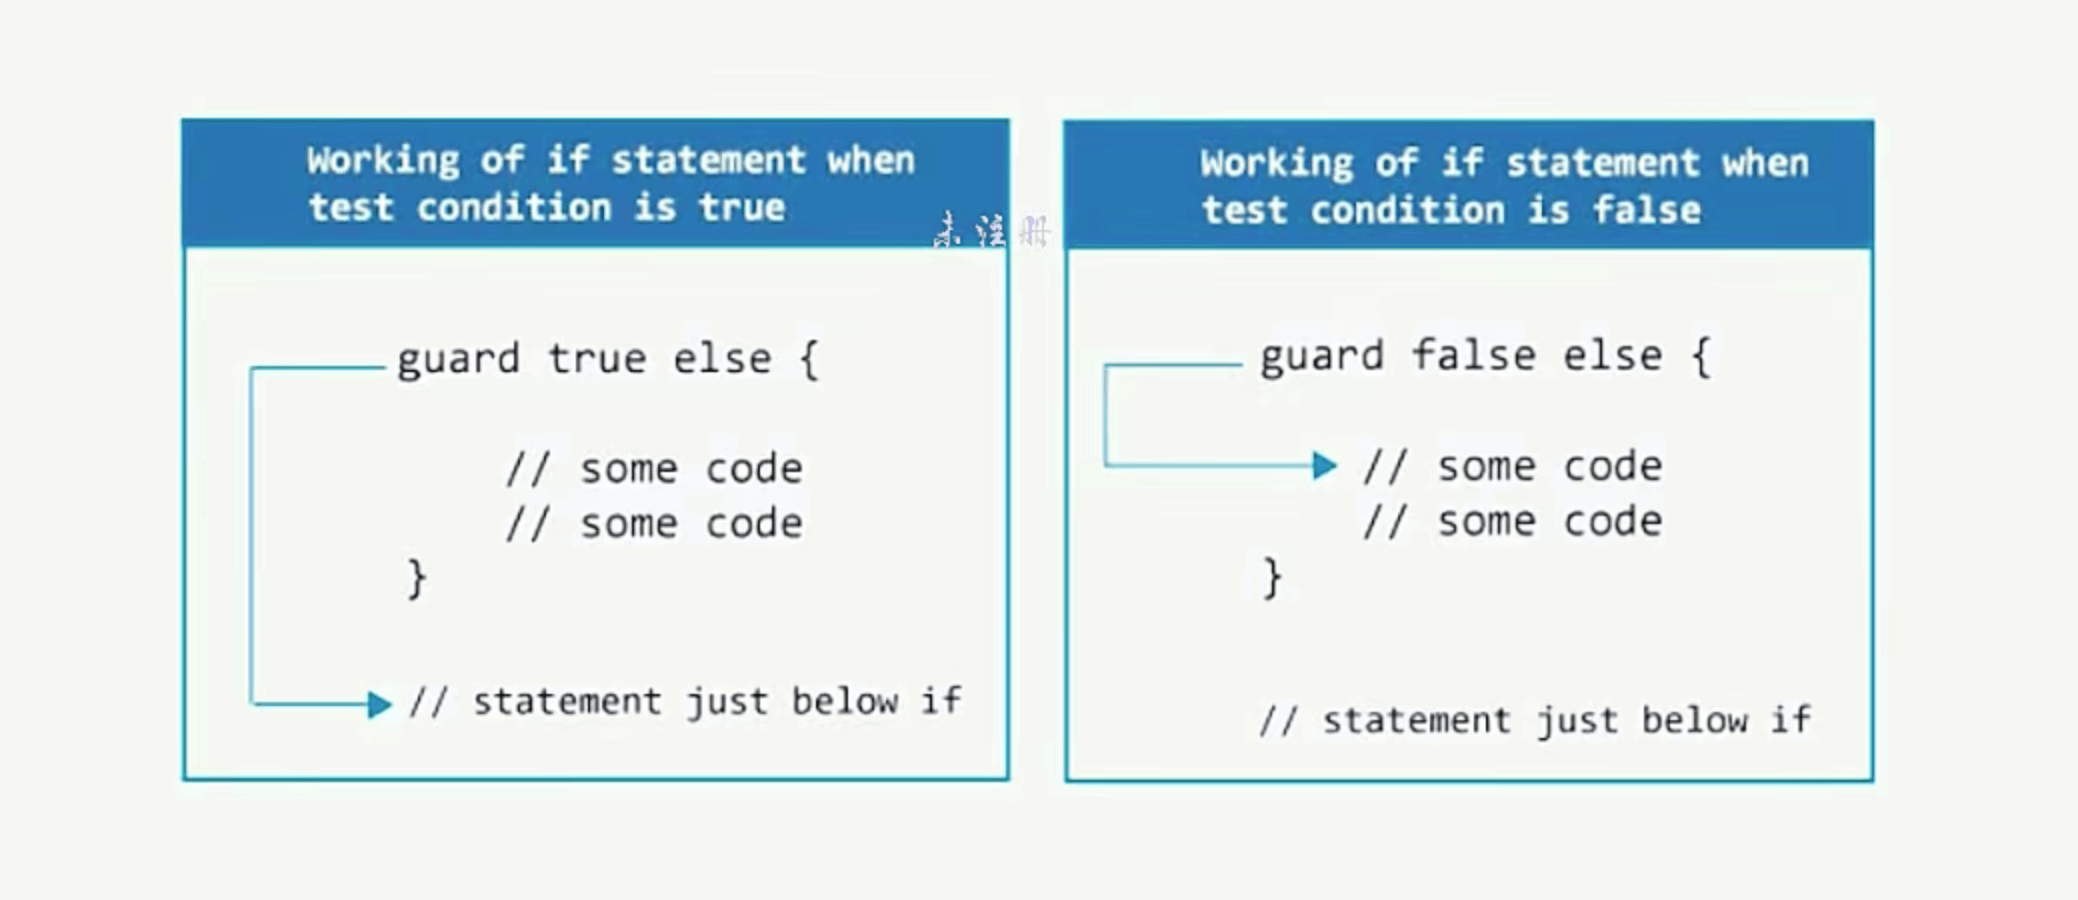 Working of if statement when
test condition is true
guard true else {
// some code
// some code
}
// statement just below if
未注册
Working of if statement when
test condition is false
guard false else {
// some code
// some code
}
// statement just below if